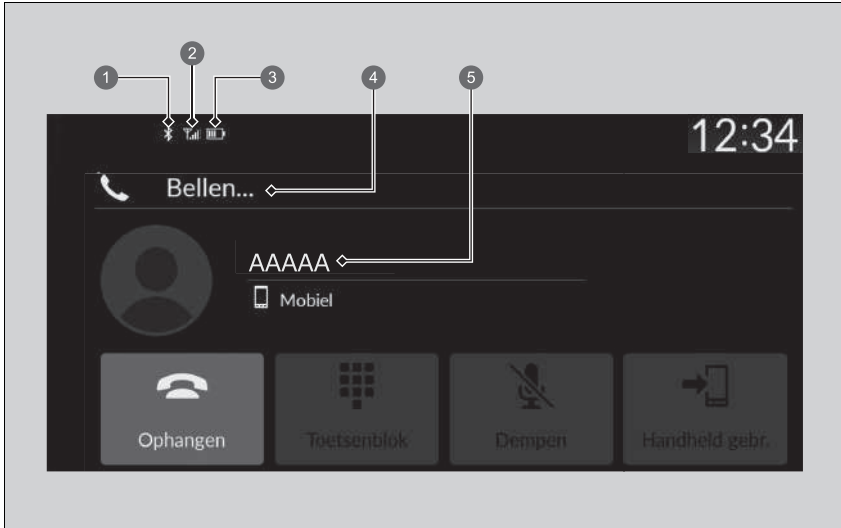 1 2 3 4 5
12:34
Bellen...
AAAAA
Mobiel
Ophangen Toetsenblok Dempen Handheld gebr.